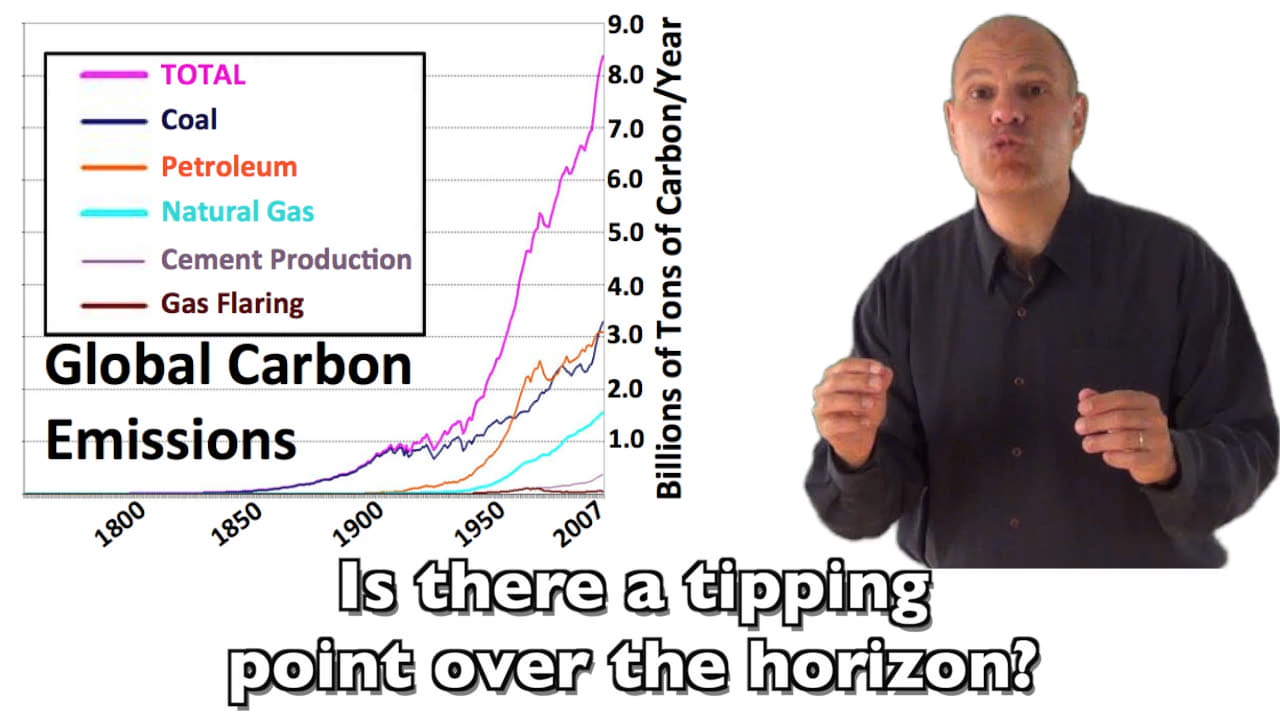 TOTAL
Coal
Petroleum
Natural Gas
Cement Production
Gas Flaring
Global Carbon
Emissions
9.0
8.0
7.0
6.0
5.0
4.0
3.0
2.0
1.0
Billions of Tons of Carbon/Year
1800
1850
1900
1950
2007
Is there a tipping
point over the horizon?